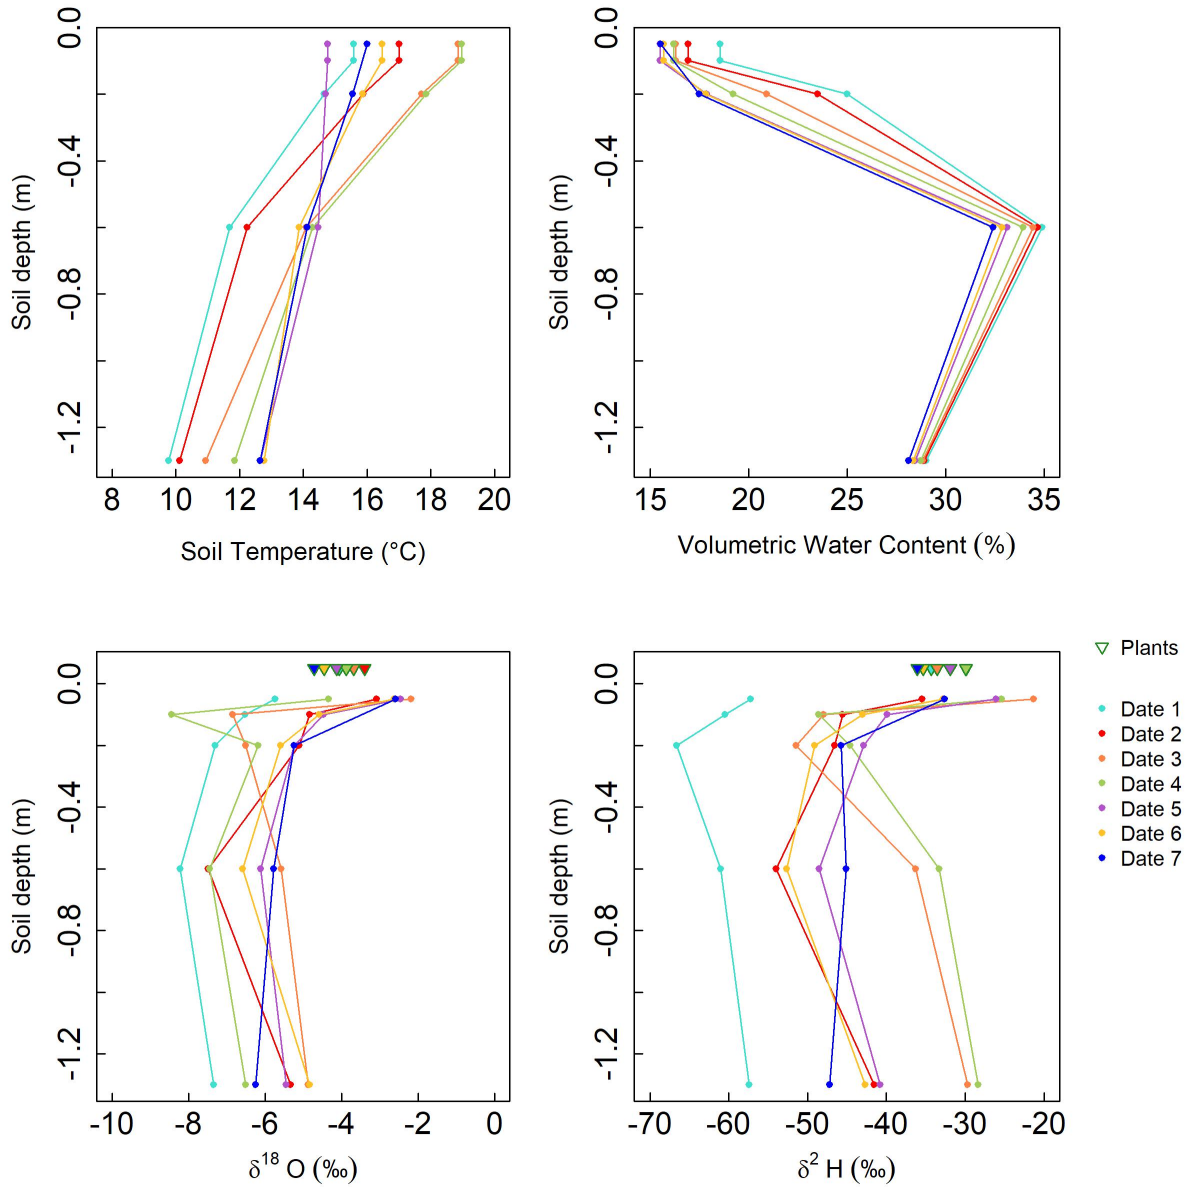 0.0
-0.4
-0.8
-1.2
Soil depth (m)
8 10 12 14 16 18 20
Soil Temperature (°C)
0.0
-0.4
-0.8
-1.2
Soil depth (m)
15 20 25 30 35
Volumetric Water Content (%)
0.0
-0.4
-0.8
-1.2
Soil depth (m)
-10 -8 -6 -4 -2 0
δ¹⁸ O (‰)
0.0
-0.4
-0.8
-1.2
Soil depth (m)
-70 -60 -50 -40 -30 -20
δ² H (‰)
Plants
Date 1
Date 2
Date 3
Date 4
Date 5
Date 6
Date 7